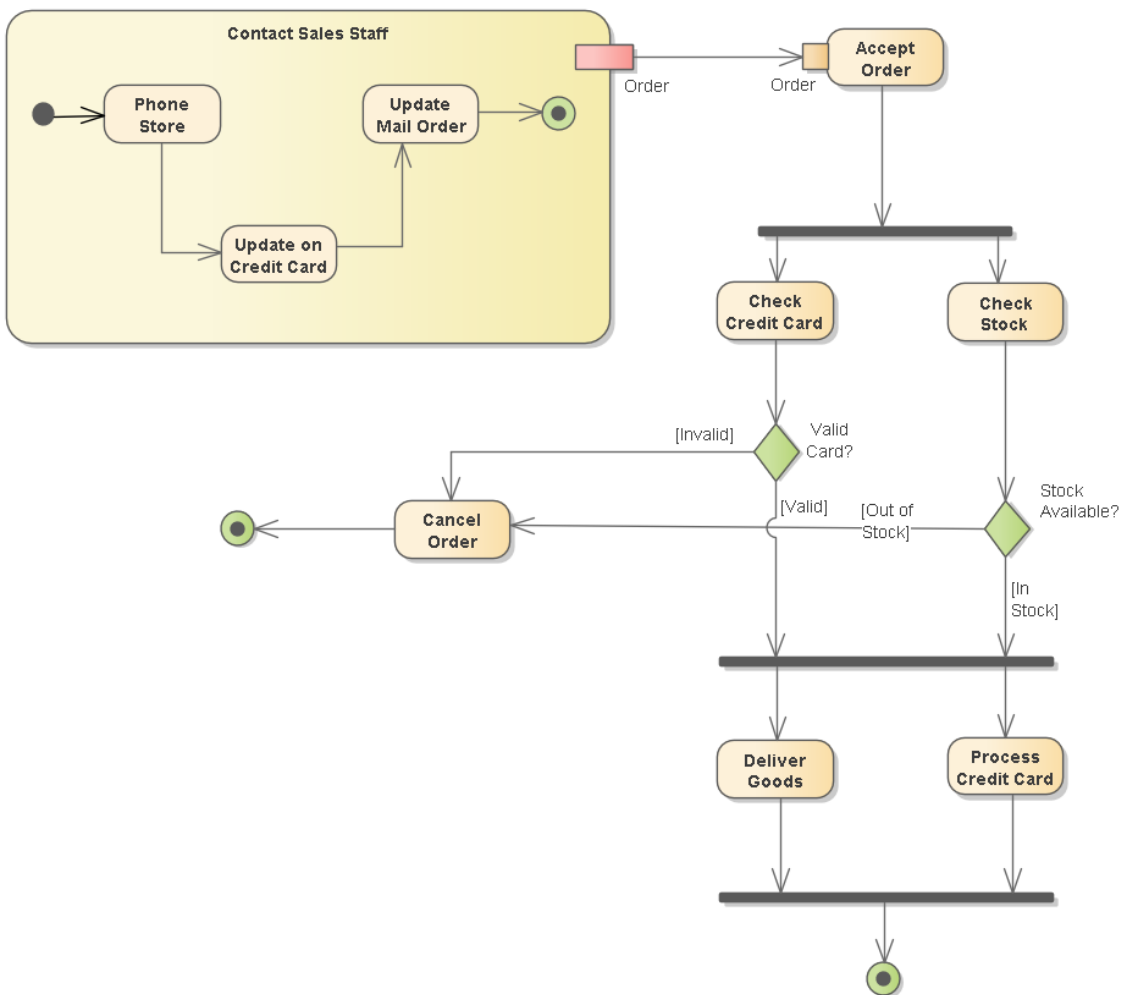 Contact Sales Staff
Phone
Store
Update
Mail Order
Update on
Credit Card
Order
Order
Accept
Order
Check
Credit Card
Check
Stock
[Invalid]
Valid
Card?
[Valid]
[Out of
Stock]
Stock
Available?
Cancel
Order
[In
Stock]
Deliver
Goods
Process
Credit Card